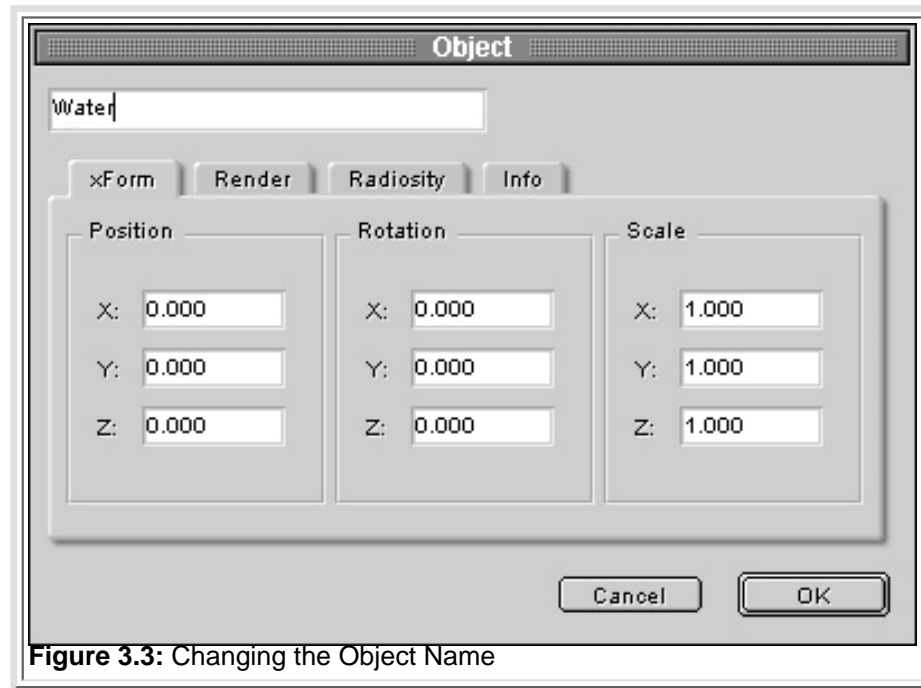 Object
Water
xForm Render Radiosity Info
Position Rotation Scale
X: 0.000 X: 0.000 X: 1.000
Y: 0.000 Y: 0.000 Y: 1.000
Z: 0.000 Z: 0.000 Z: 1.000
Cancel OK
Figure 3.3: Changing the Object Name